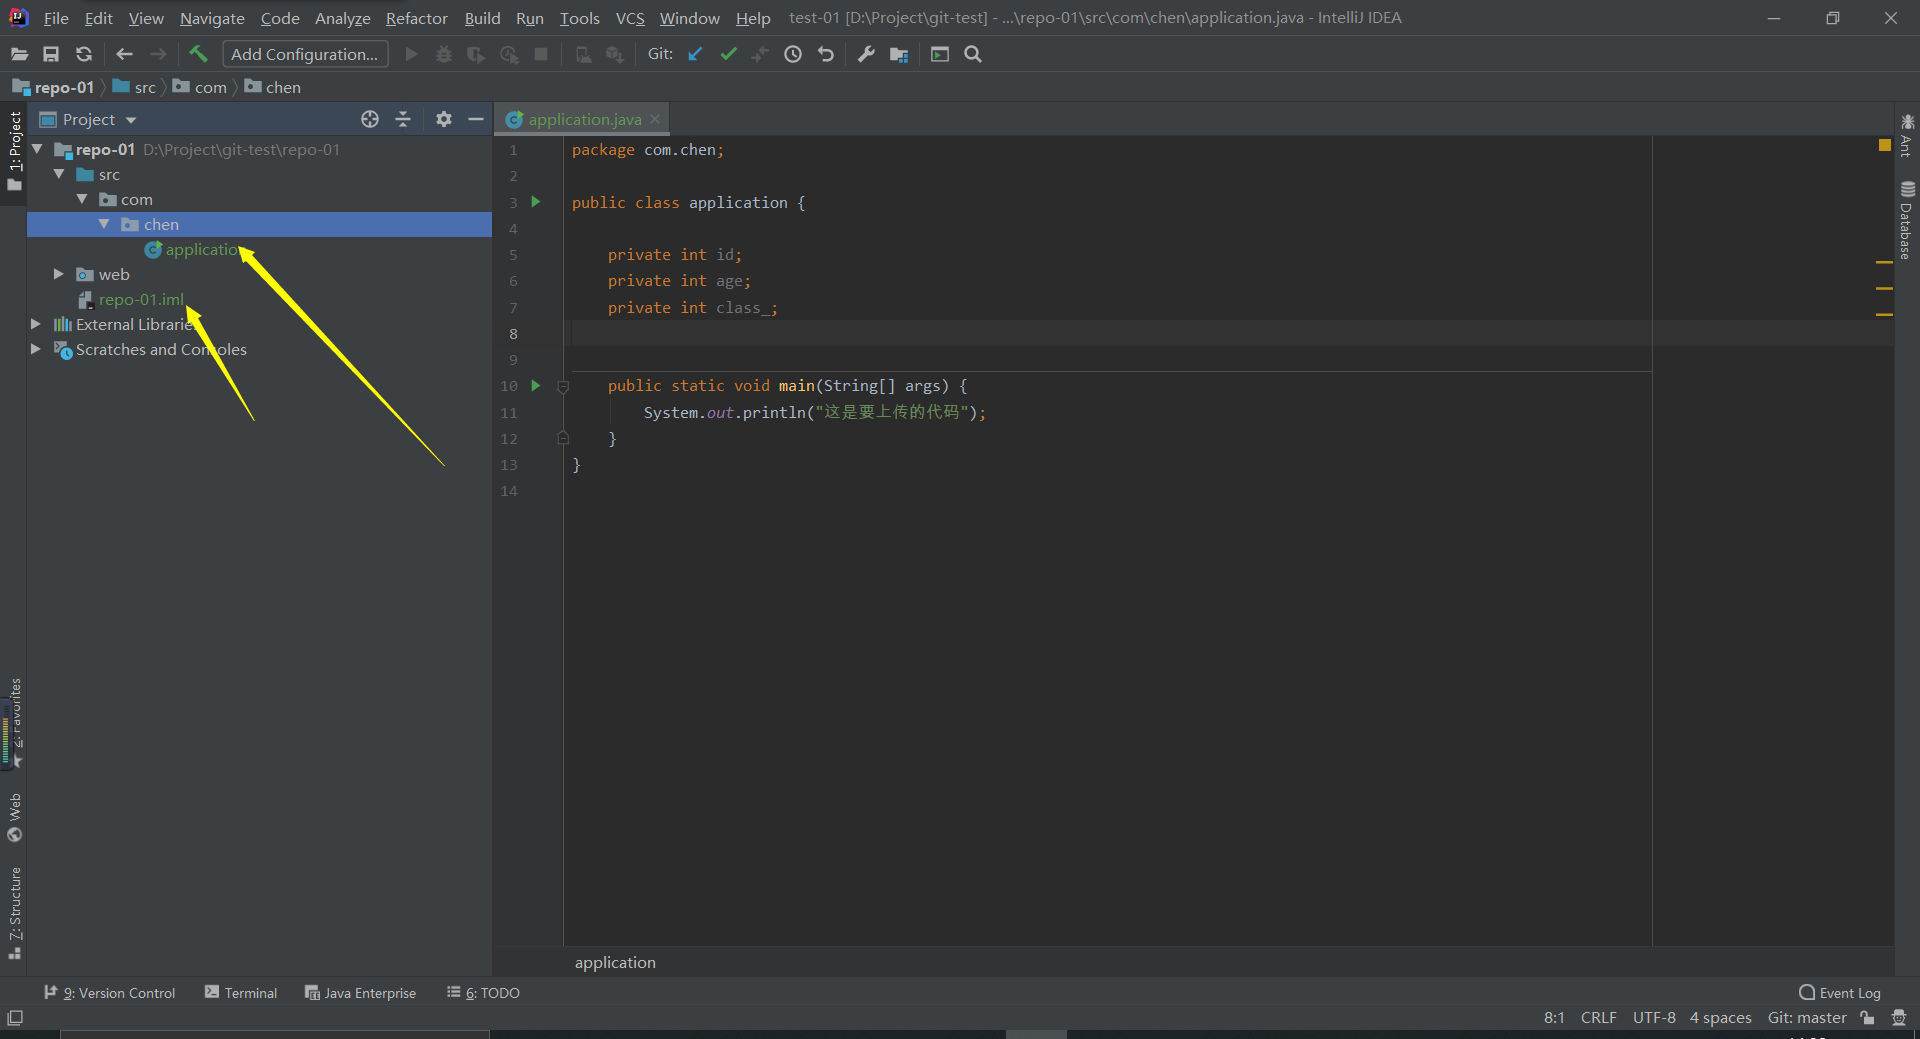 File Edit View Navigate Code Analyze Refactor Build Run Tools VCS Window Help test-01 [D:\Project\git-test] - ...\repo-01\src\com\chen\application.java - IntelliJ IDEA
Add Configuration... Git:
repo-01 src com chen
Project
application.java
1: Project
repo-01 D:\Project\git-test\repo-01
src
com
chen
applicatio
web
repo-01.iml
External Librarie
Scratches and Consoles
1 package com.chen;
2
3 public class application {
4
5 private int id;
6 private int age;
7 private int class_;
8
9
10 public static void main(String[] args) {
11 System.out.println("这是要上传的代码");
12 }
13 }
14
Ant
Database
2: Favorites
Web
Z: Structure
application
9: Version Control Terminal Java Enterprise 6: TODO Event Log
8:1 CRLF UTF-8 4 spaces Git: master